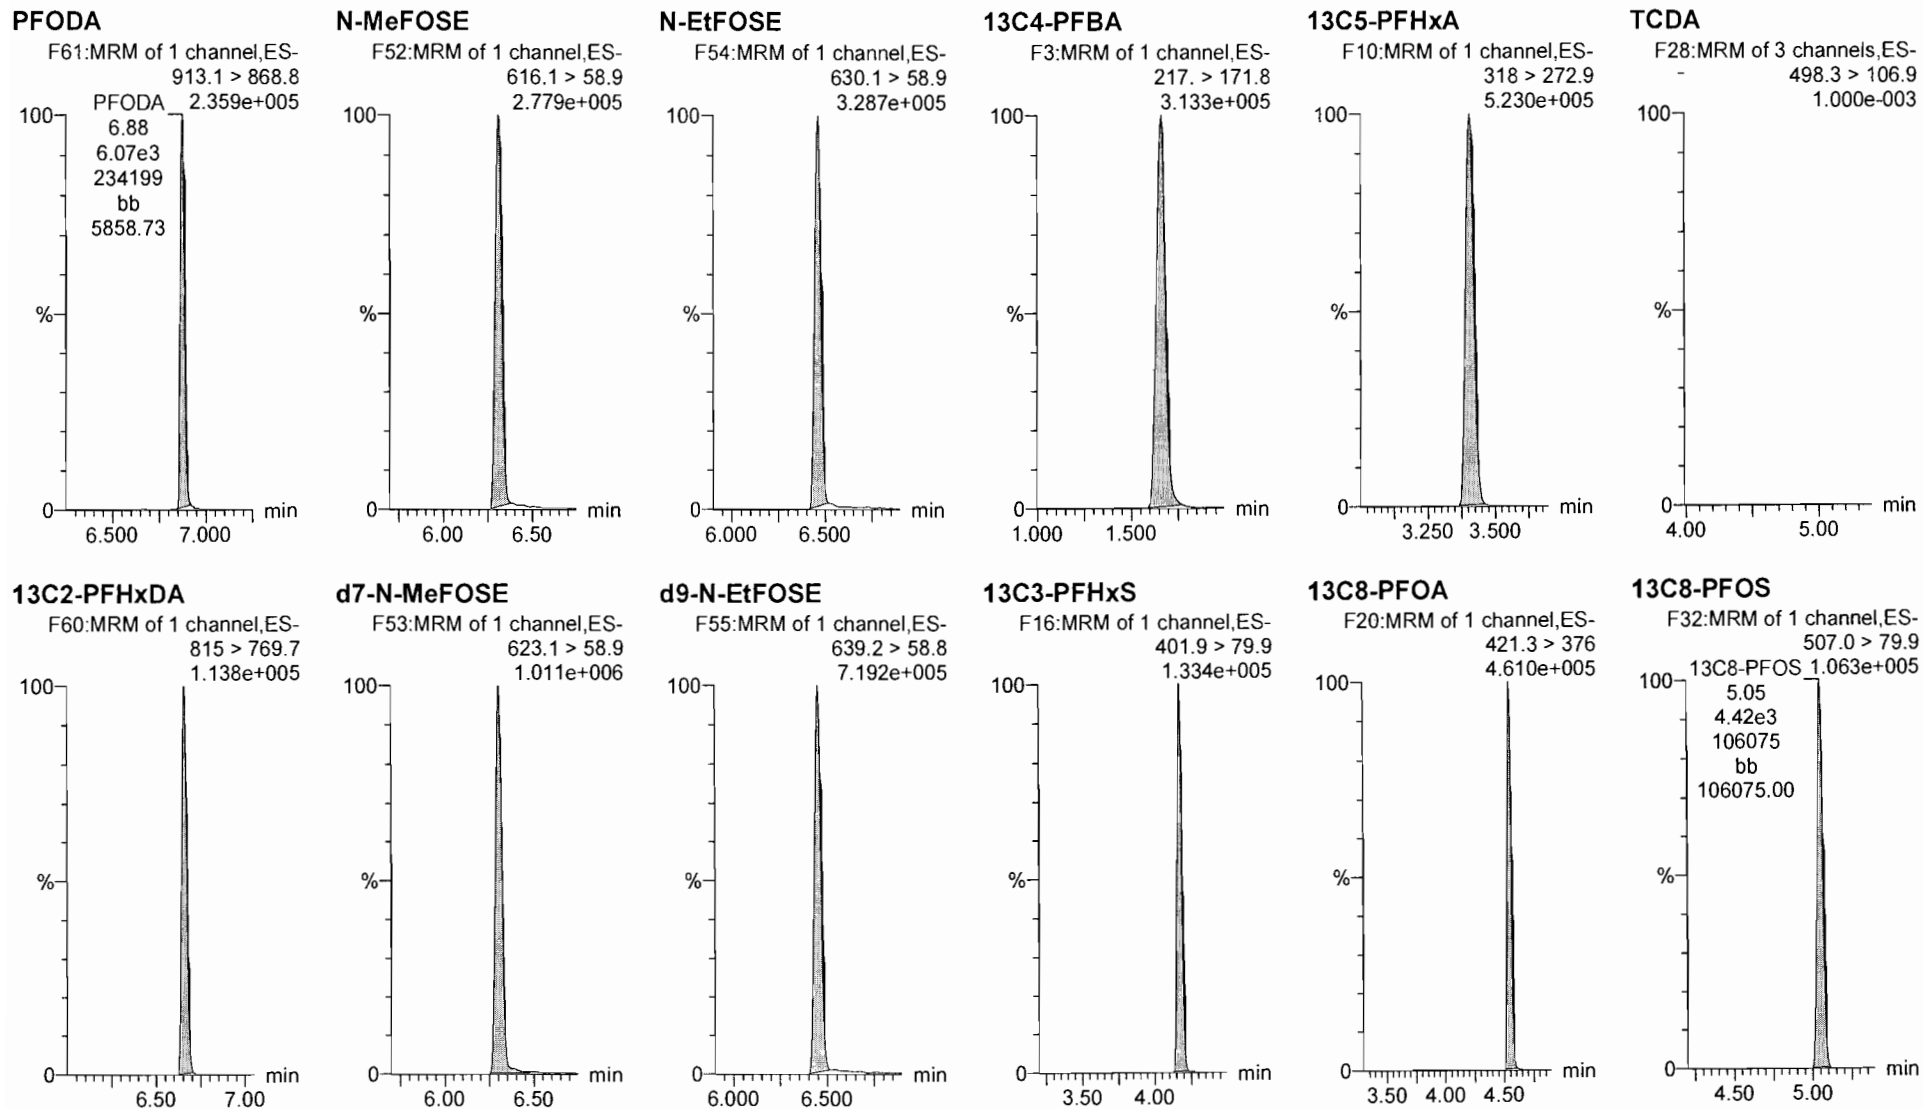 PFODA
F61:MRM of 1 channel,ES-
913.1 > 868.8
PFODA 2.359e+005
100
6.88
6.07e3
234199
bb
5858.73
%
0
min
6.500 7.000
N-MeFOSE
F52:MRM of 1 channel,ES-
616.1 > 58.9
2.779e+005
100
%
0
min
6.00 6.50
N-EtFOSE
F54:MRM of 1 channel,ES-
630.1 > 58.9
3.287e+005
100
%
0
min
6.000 6.500
13C4-PFBA
F3:MRM of 1 channel,ES-
217. > 171.8
3.133e+005
100
%
0
min
1.000 1.500
13C5-PFHxA
F10:MRM of 1 channel,ES-
318 > 272.9
5.230e+005
100
%
0
min
3.250 3.500
TCDA
F28:MRM of 3 channels,ES-
498.3 > 106.9
1.000e-003
100
%
0
min
4.00 5.00
13C2-PFHxDA
F60:MRM of 1 channel,ES-
815 > 769.7
1.138e+005
100
%
0
min
6.50 7.00
d7-N-MeFOSE
F53:MRM of 1 channel,ES-
623.1 > 58.9
1.011e+006
100
%
0
min
6.00 6.50
d9-N-EtFOSE
F55:MRM of 1 channel,ES-
639.2 > 58.8
7.192e+005
100
%
0
min
6.000 6.500
13C3-PFHxS
F16:MRM of 1 channel,ES-
401.9 > 79.9
1.334e+005
100
%
0
min
3.50 4.00
13C8-PFOA
F20:MRM of 1 channel,ES-
421.3 > 376
4.610e+005
100
%
0
min
3.50 4.00 4.50
13C8-PFOS
F32:MRM of 1 channel,ES-
507.0 > 79.9
13C8-PFOS 1.063e+005
100
5.05
4.42e3
106075
bb
106075.00
%
0
min
4.50 5.00